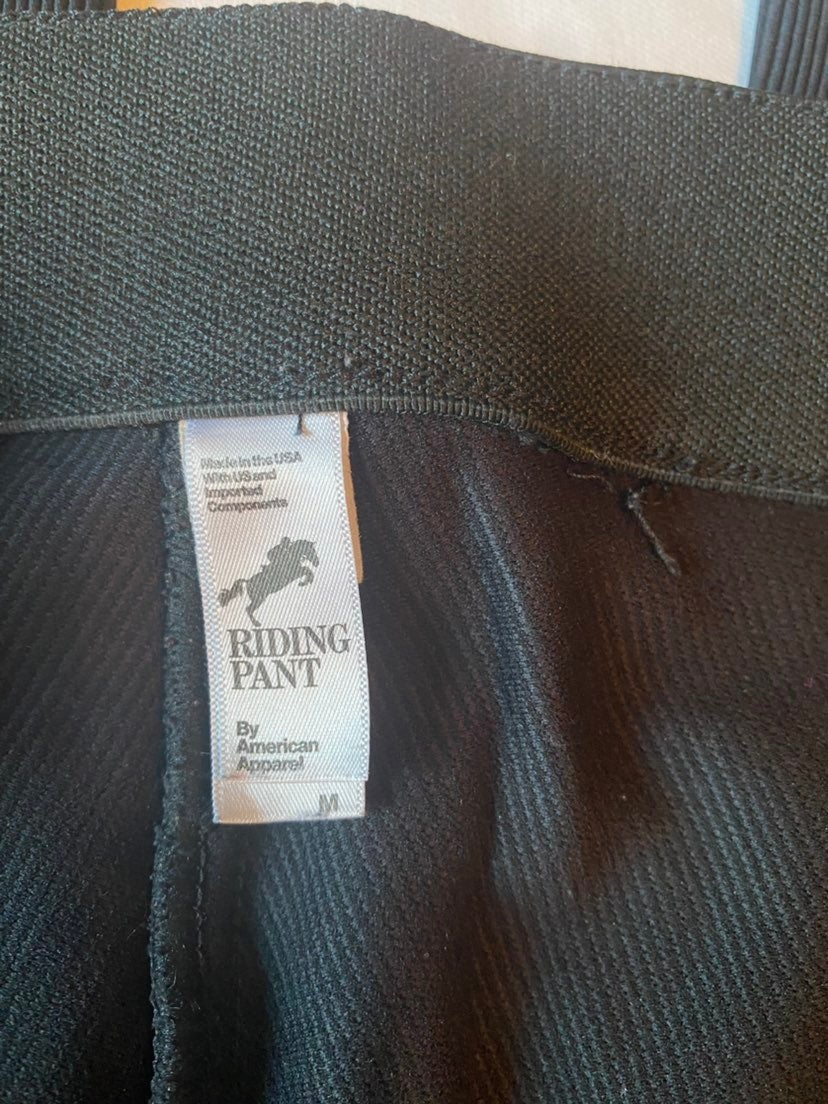 Made in the USA
With US and
Imported
Components
RIDING
PANT
By
American
Apparel
M